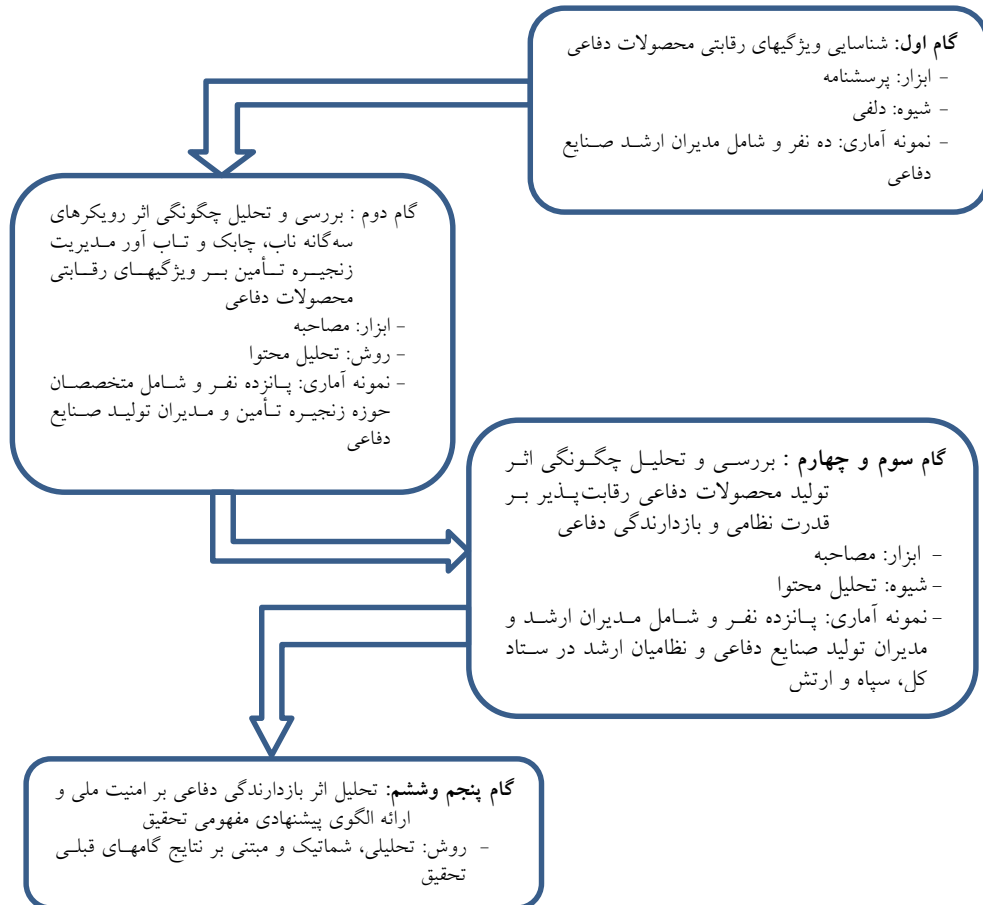 گام اول: شناسایی ویژگیهای رقابتی محصولات دفاعی
- ابزار: پرسشنامه
- شیوه: دلفی
- نمونه آماری: ده نفر و شامل مدیران ارشد صنایع
دفاعی
گام دوم : بررسی و تحلیل چگونگی اثر رویکرهای
سه‌گانه ناب، چابک و تاب آور مدیریت
زنجیره تأمین بر ویژگیهای رقابتی
محصولات دفاعی
- ابزار: مصاحبه
- روش: تحلیل محتوا
- نمونه آماری: پانزده نفر و شامل متخصصان
حوزه زنجیره تأمین و مدیران تولید صنایع
دفاعی
گام سوم و چهارم : بررسی و تحلیل چگونگی اثر
تولید محصولات دفاعی رقابت‌پذیر بر
قدرت نظامی و بازدارندگی دفاعی
- ابزار: مصاحبه
- شیوه: تحلیل محتوا
- نمونه آماری: پانزده نفر و شامل مدیران ارشد و
مدیران تولید صنایع دفاعی و نظامیان ارشد در ستاد
کل، سپاه و ارتش
گام پنجم وششم: تحلیل اثر بازدارندگی دفاعی بر امنیت ملی و
ارائه الگوی پیشنهادی مفهومی تحقیق
- روش: تحلیلی، شماتیک و مبتنی بر نتایج گامهای قبلی
تحقیق